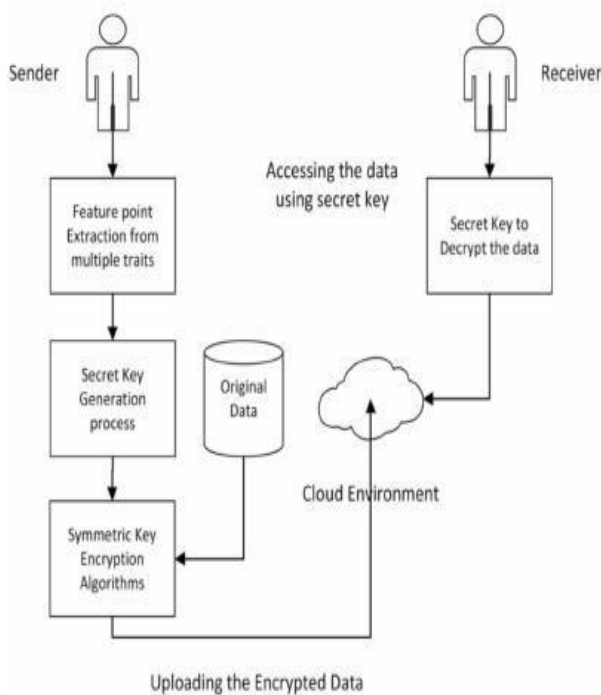 Sender
Receiver
Accessing the data
using secret key
Feature point
Extraction from
multiple traits
Secret Key to
Decrypt the data
Secret Key
Generation
process
Original
Data
Cloud Environment
Symmetric Key
Encryption
Algorithms
Uploading the Encrypted Data